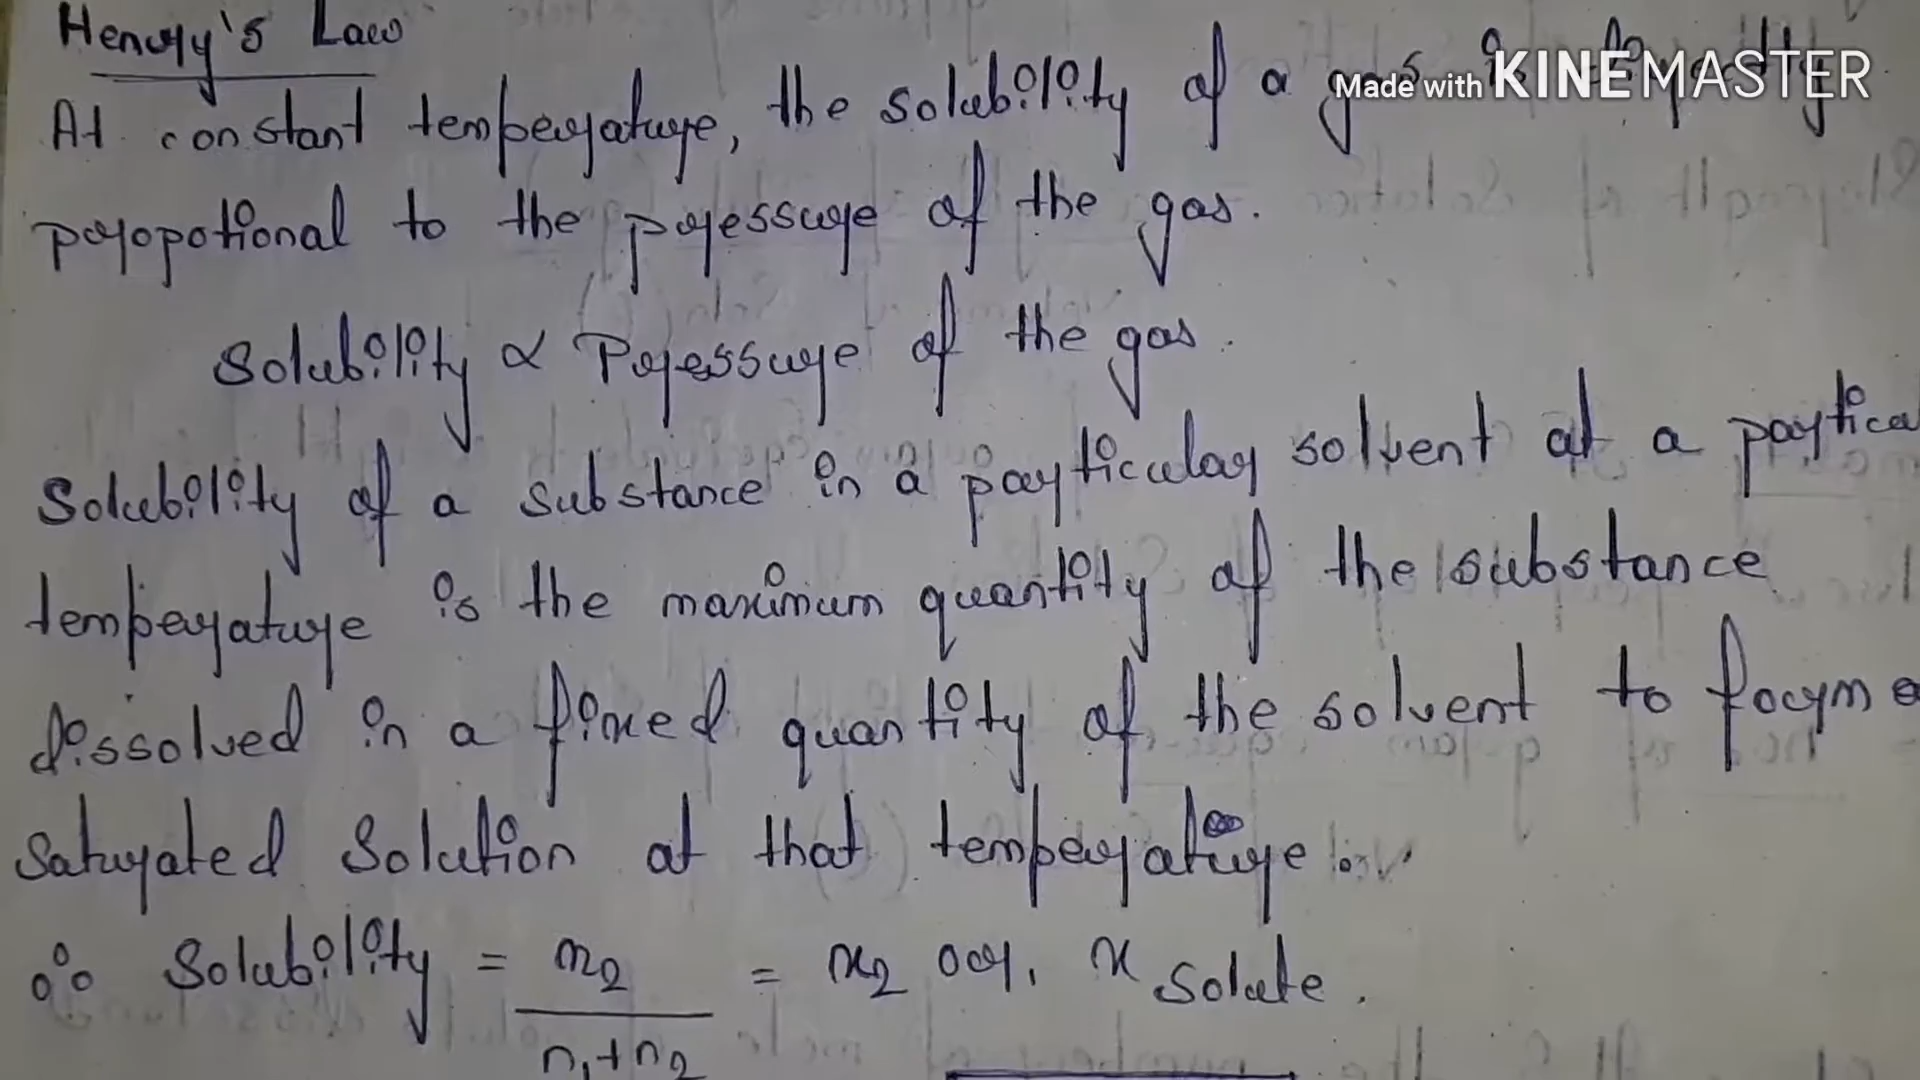 Henry's Law
Made with KINEMASTER
At constant temperature, the solubility of a gas is directly
propotional to the pressure of the gas.
Solubility ∝ Pressure of the gas.
Solubility of a substance in a particular solvent at a particul
temperature is the maximum quantity of the substance
dissolved in a fixed quantity of the solvent to form a
saturated solution at that temperature.
∴ Solubility = n2 / n1+n2 = x2 or, x solute.